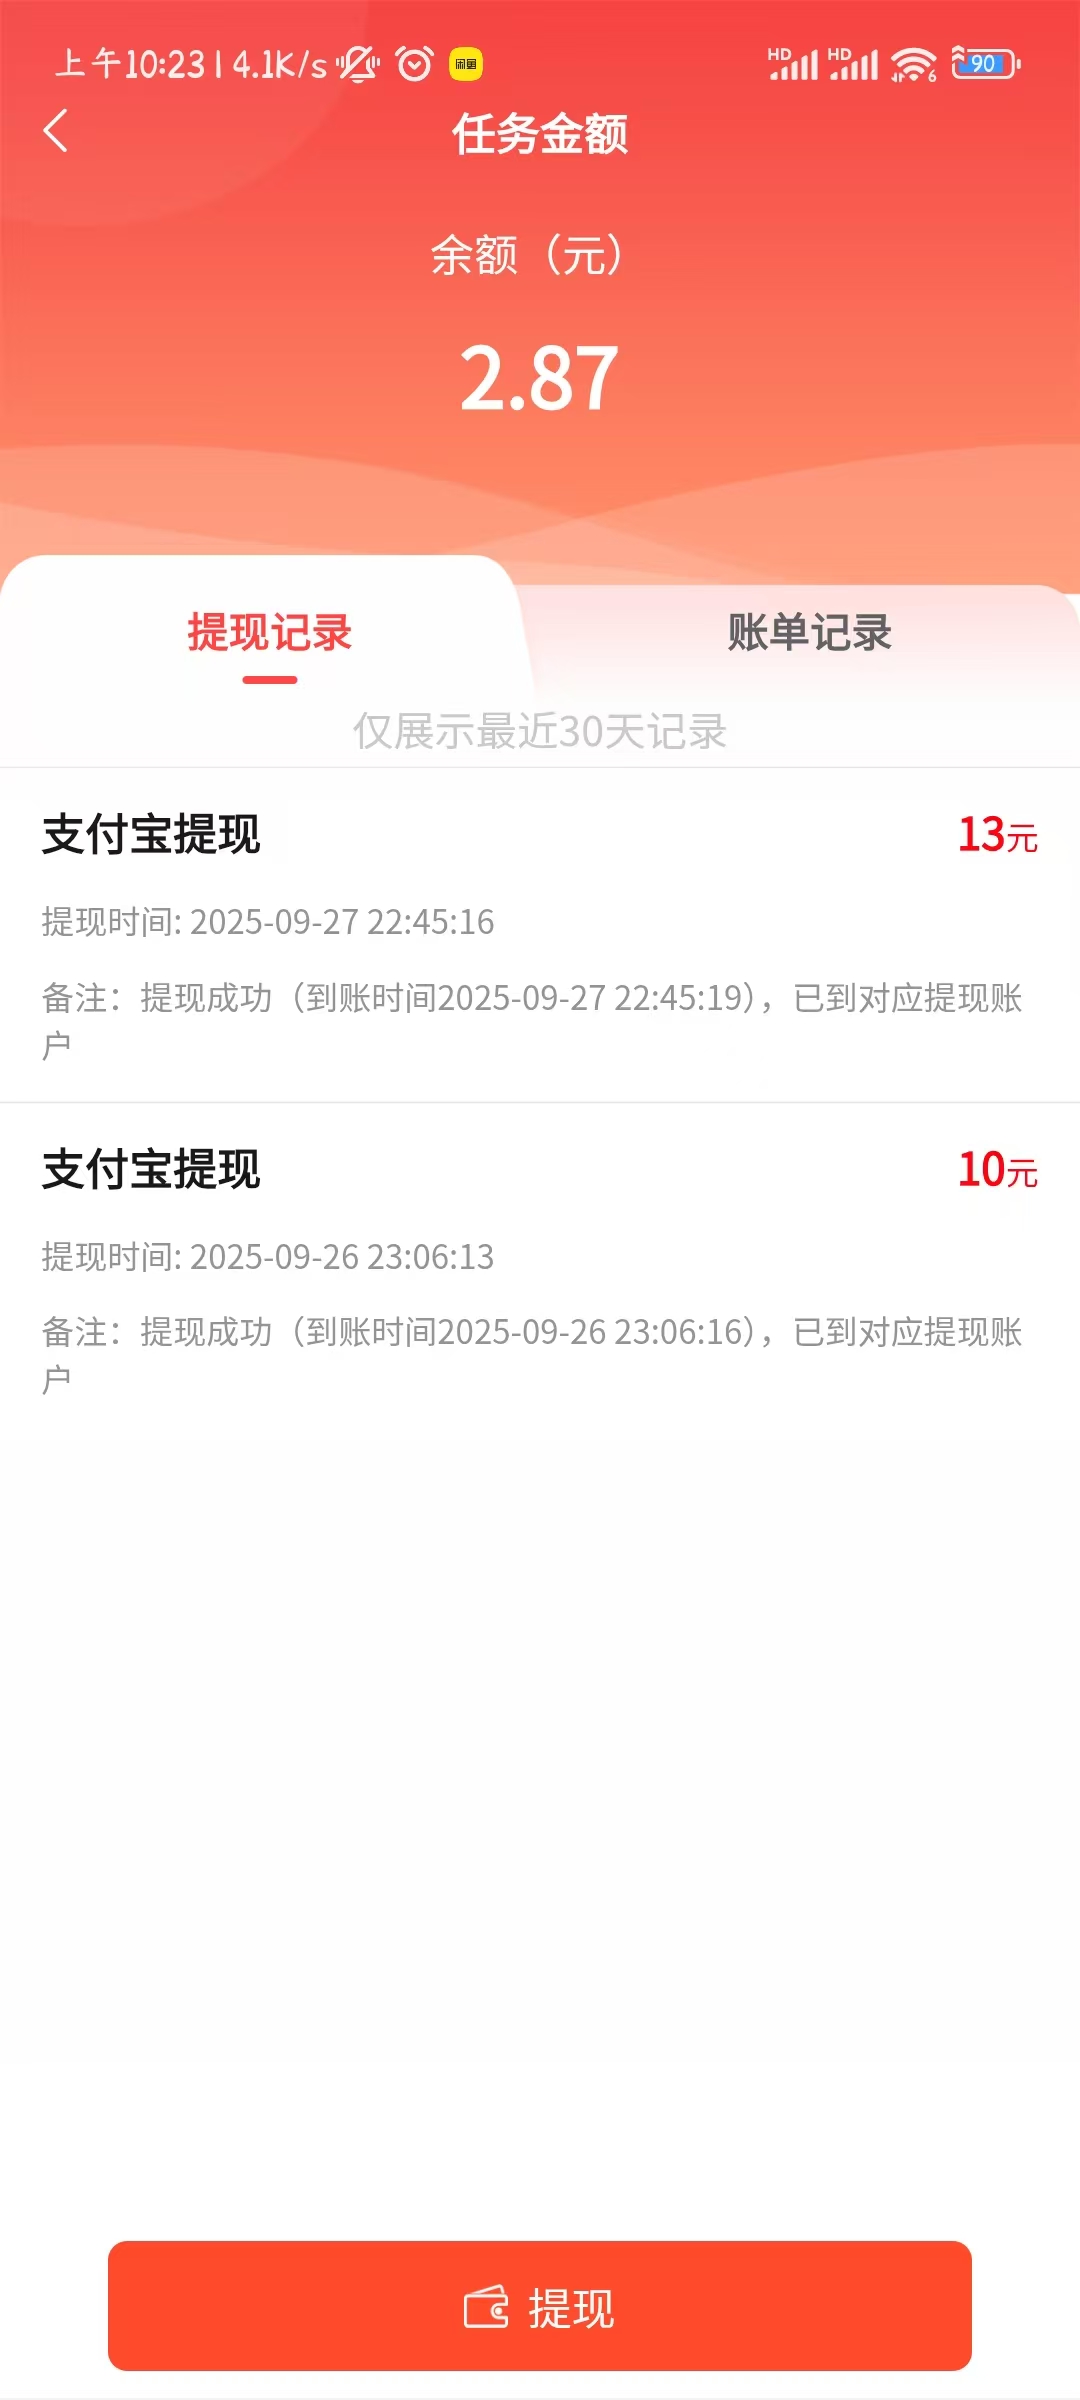 上午10:23 | 4.1K/s 闲鱼 HD HD 6 90
任务金额
余额（元）
2.87
提现记录 账单记录
仅展示最近30天记录
支付宝提现 13元
提现时间: 2025-09-27 22:45:16
备注：提现成功（到账时间2025-09-27 22:45:19），已到对应提现账
户
支付宝提现 10元
提现时间: 2025-09-26 23:06:13
备注：提现成功（到账时间2025-09-26 23:06:16），已到对应提现账
户
提现